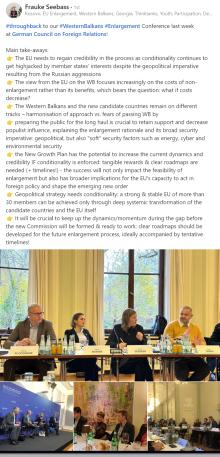 Frauke Seebass • 1st
Kosovo, EU Enlargement, Western Balkans, Georgia, Thinktanks, Youth Participation, De...
#throughback to our #WesternBalkans #Enlargement Conference last week
at German Council on Foreign Relations!
Main take-aways:
👉 The EU needs to regain credibility in the process as conditionality continues to
get highjacked by member states' interests despite the geopolitical imperative
resulting from the Russian aggressions
👉 The view from the EU on the WB focuses increasingly on the costs of non-
enlargement rather than its benefits, which bears the question: what if costs
decrease?
👉 The Western Balkans and the new candidate countries remain on different
tracks – harmonisation of approach vs. fears of passing WB by
👉 preparing the public for the long haul is crucial to retain support and decrease
populist influence, explaining the enlargement rationale and its broad security
imperative: geopolitical, but also "soft" security factors such as energy, cyber and
environmental security
👉 the New Growth Plan has the potential to increase the current dynamics and
credibility IF conditionality is enforced: tangible rewards & clear roadmaps are
needed (+ timelines!) – the success will not only impact the feasibility of
enlargement but also has broader implications for the EU's capacity to act in
foreign policy and shape the emerging new order
👉 Geopolitical strategy needs conditionality: a strong & stable EU of more than
30 members can be achieved only through deep systemic transformation of the
candidate countries and the EU itself
👉 It will be crucial to keep up the dynamics/momentum during the gap before
the new Commission will be formed & ready to work; clear roadmaps should be
developed for the future enlargement process, ideally accompanied by tentative
timelines!